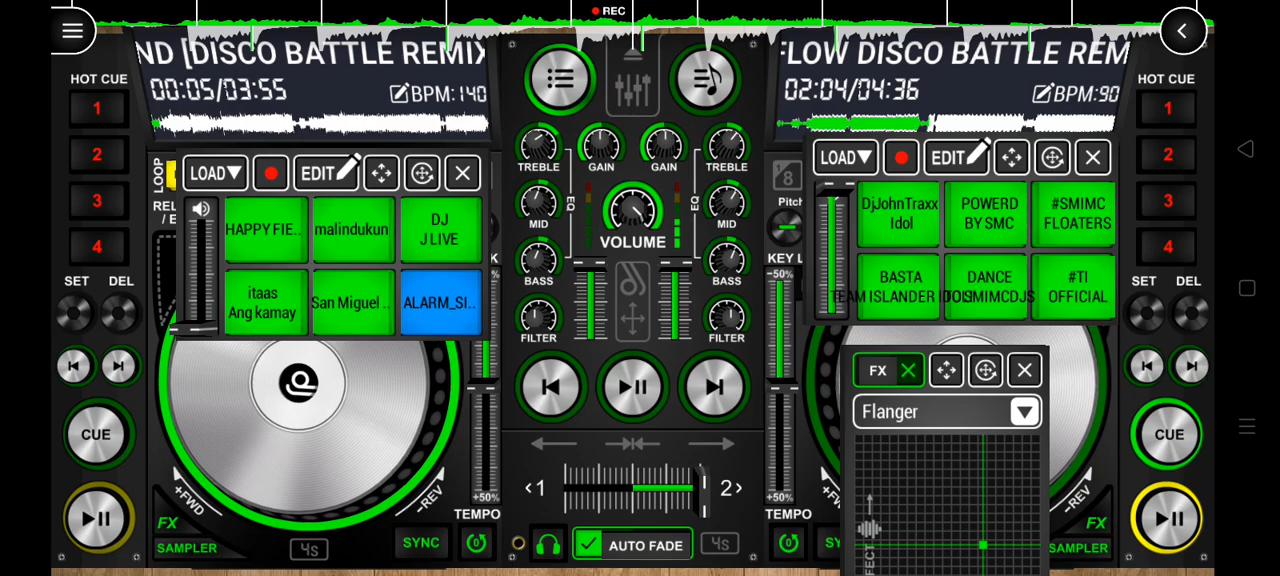 REC
ND [DISCO BATTLE REMIX
00:05/03:55
BPM:140
FLOW DISCO BATTLE REM
02:04/04:36
BPM:90
HOT CUE
1
2
3
4
SET DEL
CUE
LOOP
REL
/ E
LOAD▼
EDIT
HAPPY FIE..
malindukun
DJ
J LIVE
itaas
Ang kamay
San Miguel ..
ALARM_SI..
+FWD
-REV
FX
SAMPLER
4s
+50%
TEMPO
SYNC
TREBLE
GAIN
GAIN
TREBLE
MID
EQ
VOLUME
EQ
MID
BASS
BASS
FILTER
FILTER
<1
2>
AUTO FADE
4s
8
Pitch
KEY L
-50%
+50%
TEMPO
SY
LOAD▼
EDIT
DjJohnTraxx
Idol
POWERD
BY SMC
#SMIMC
FLOATERS
BASTA
DANCE
#TI
OFFICIAL
FX
Flanger
-REV
FX
SAMPLER
HOT CUE
1
2
3
4
SET DEL
CUE